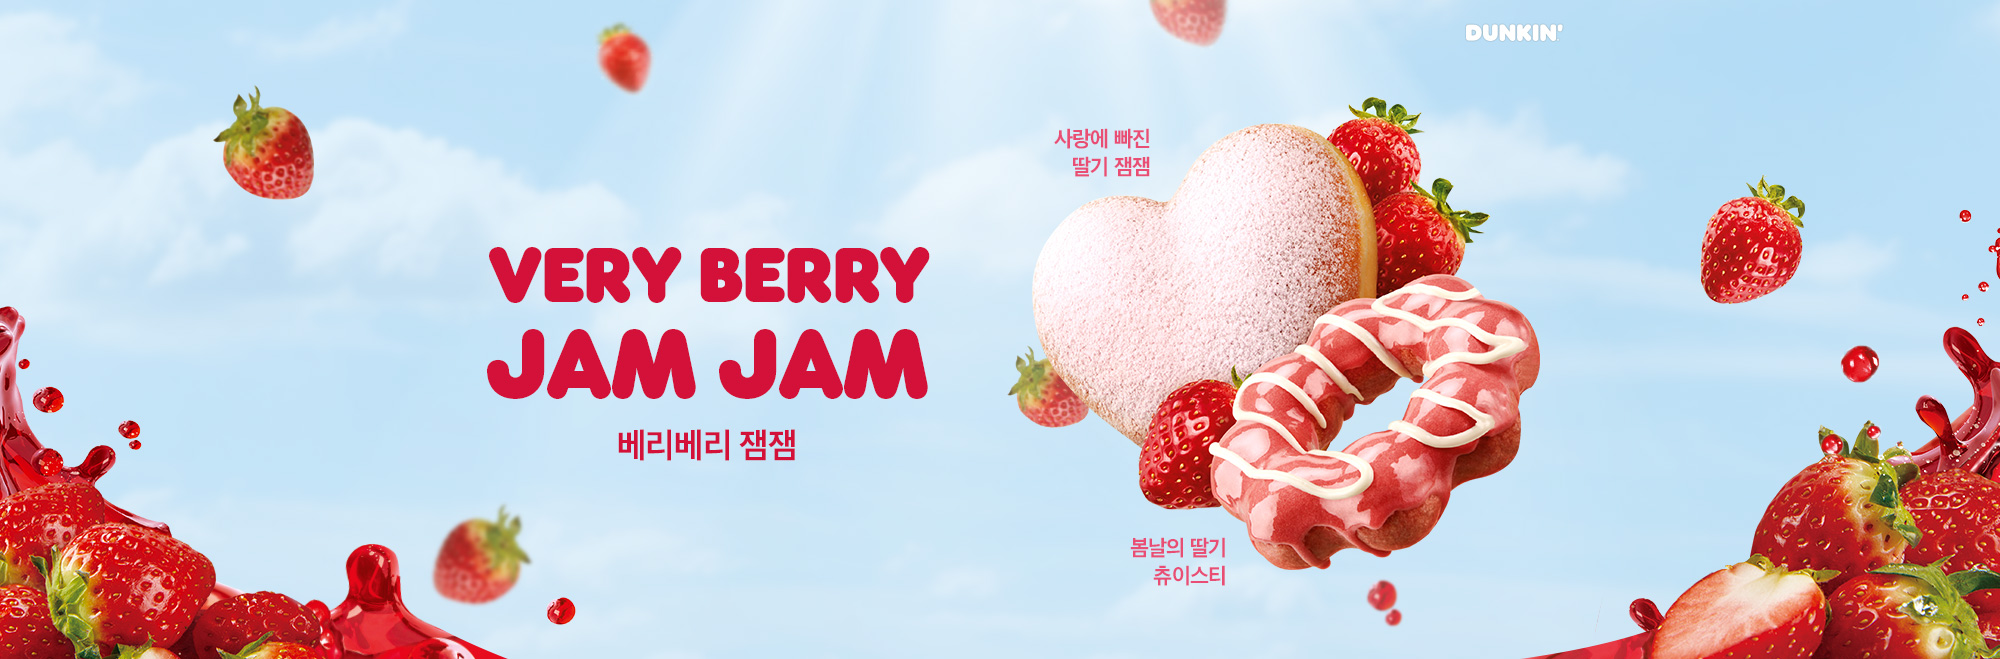 DUNKIN'
VERY BERRY
JAM JAM
베리베리 잼잼
사랑에 빠진
딸기 잼잼
봄날의 딸기
츄이스티